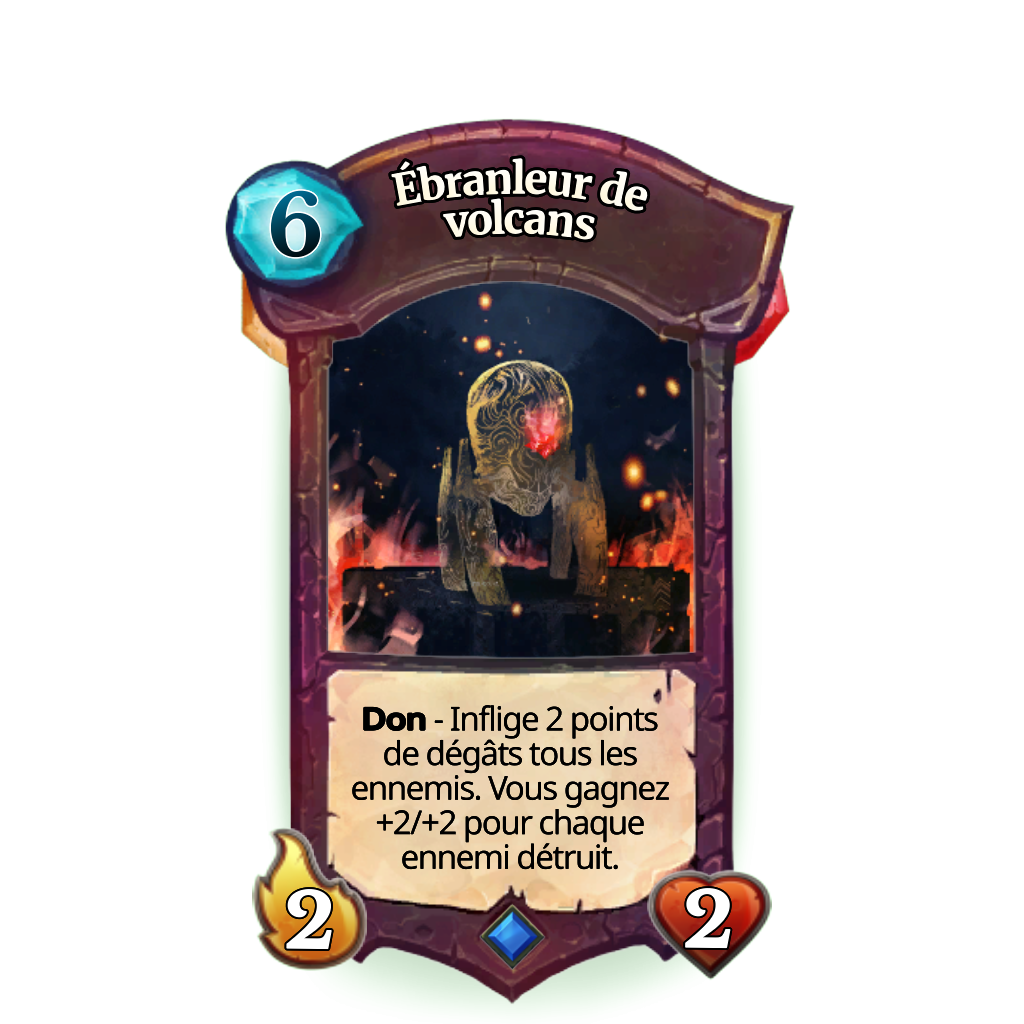 6
Ébranleur de
volcans
Don - Inflige 2 points
de dégâts tous les
ennemis. Vous gagnez
+2/+2 pour chaque
ennemi détruit.
2
2